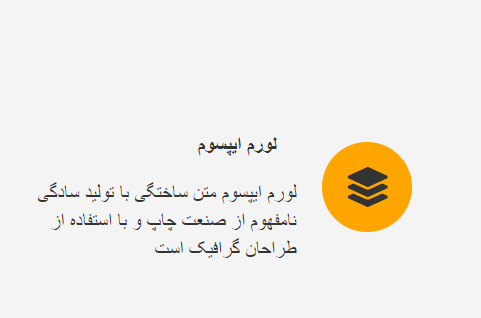 لورم ایپسوم
لورم ایپسوم متن ساختگی با تولید سادگی
نامفهوم از صنعت چاپ و با استفاده از
طراحان گرافیک است